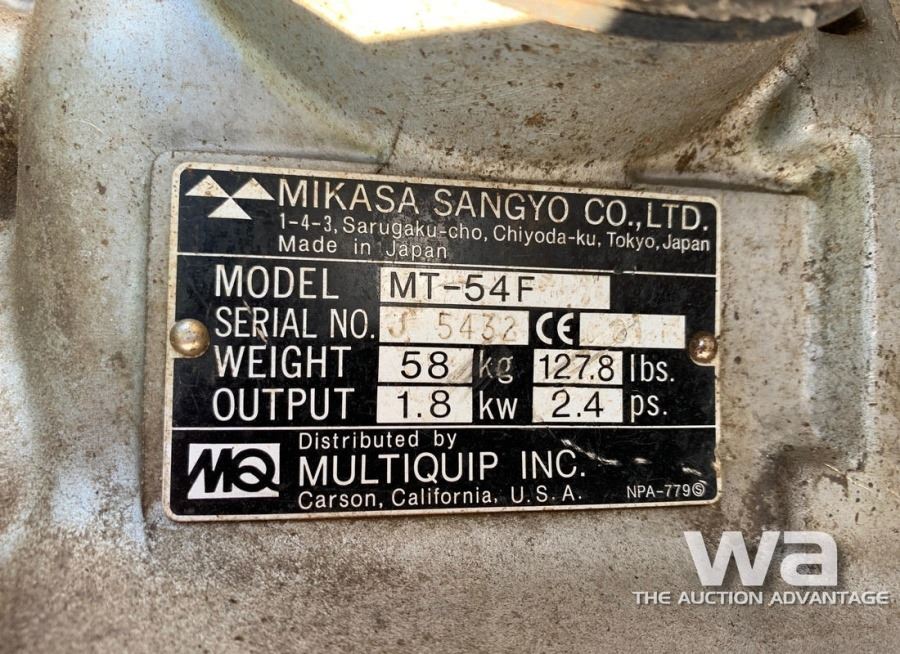 MIKASA SANGYO CO.,LTD.
1-4-3, Sarugaku-cho, Chiyoda-ku, Tokyo, Japan
Made in Japan
MODEL MT-54F
SERIAL NO. J 5432 CE
WEIGHT 58 kg 127.8 lbs.
OUTPUT 1.8 kw 2.4 ps.
MQ Distributed by
MULTIQUIP INC.
Carson, California, U.S.A.
NPA-779Ⓢ
wa
THE AUCTION ADVANTAGE